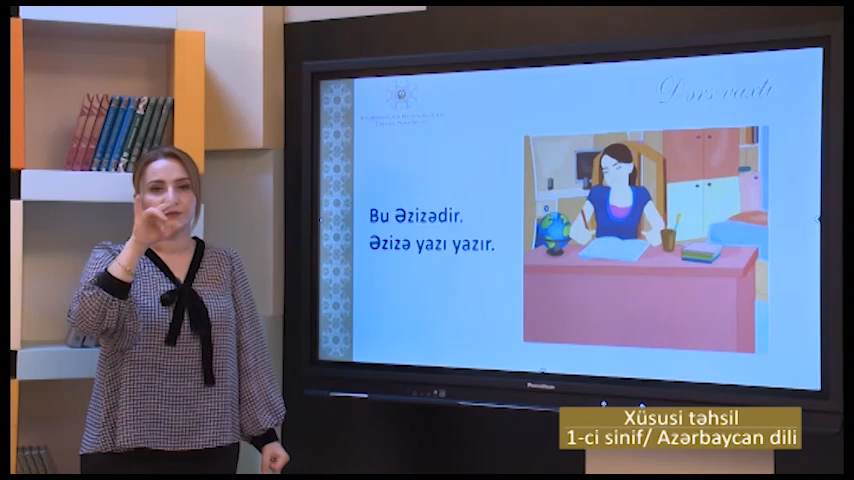 Dərs vaxtı
Bu Əzizədir.
Əzizə yazı yazır.
Xüsusi təhsil
1-ci sinif/ Azərbaycan dili